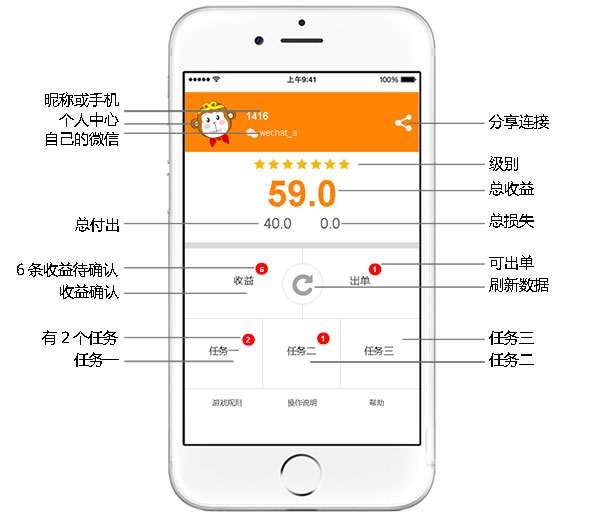 上午9:41
100%
昵称或手机
1416
个人中心
分享连接
自己的微信
wechat_a
级别
59.0
总收益
总付出
40.0
0.0
总损失
6条收益待确认
6
1
可出单
收益
出单
收益确认
刷新数据
有2个任务
2
1
任务三
任务一
任务二
任务三
任务一
任务二
游戏规则
操作说明
帮助